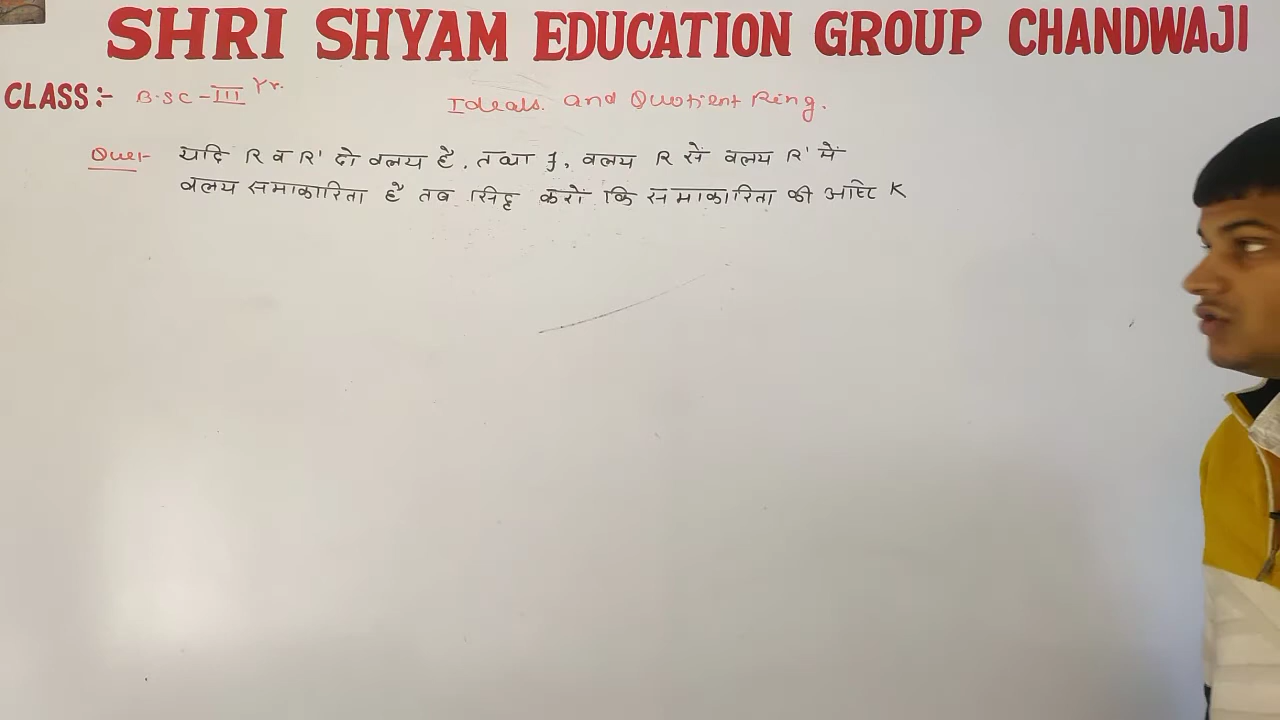 SHRI SHYAM EDUCATION GROUP CHANDWAJI
CLASS:- B.SC-III Yr. Ideals. and Quotient Ring.
Que:- यदि R व R' दो वलय है, तथा f, वलय R से वलय R' में
वलय समाकारिता है तब सिद्ध करों कि समाकारिता की अष्टि K